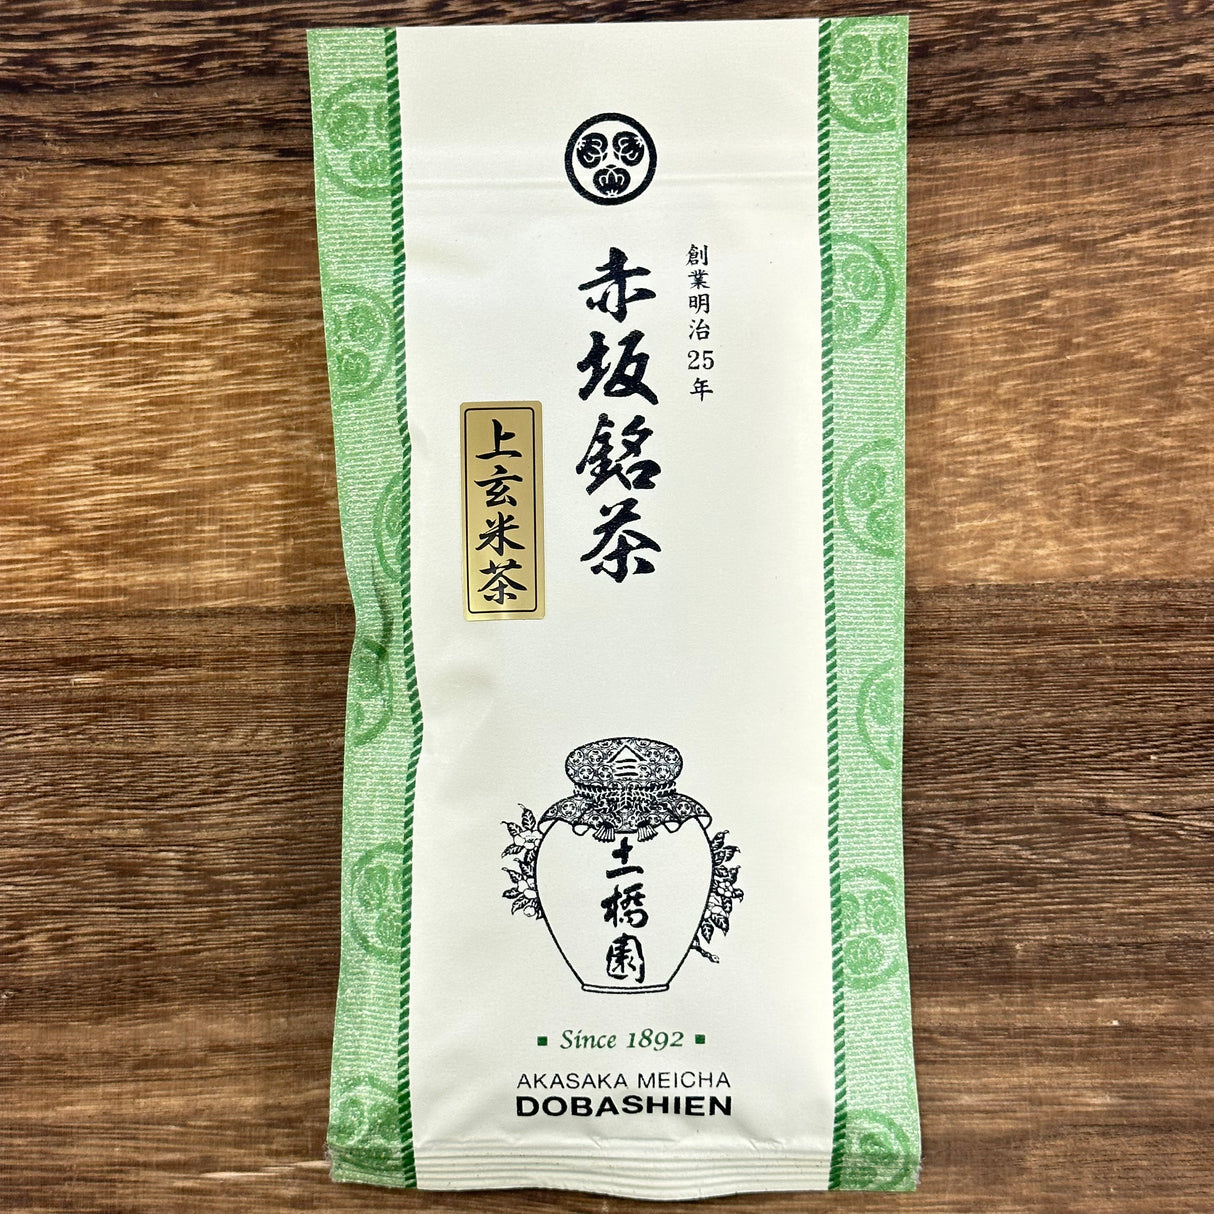 創業明治25年
赤坂銘茶
上玄米茶
土橋園
Since 1892
AKASAKA MEICHA
DOBASHIEN